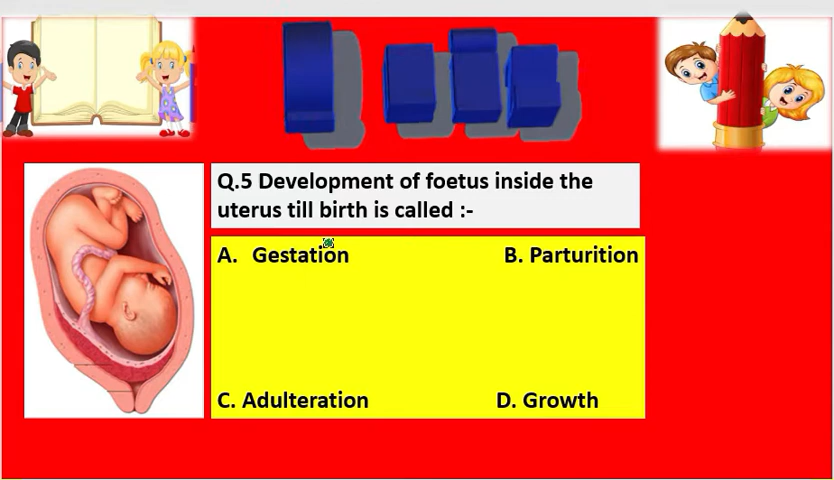 Q.5 Development of foetus inside the
uterus till birth is called :-
A. Gestation
B. Parturition
C. Adulteration
D. Growth